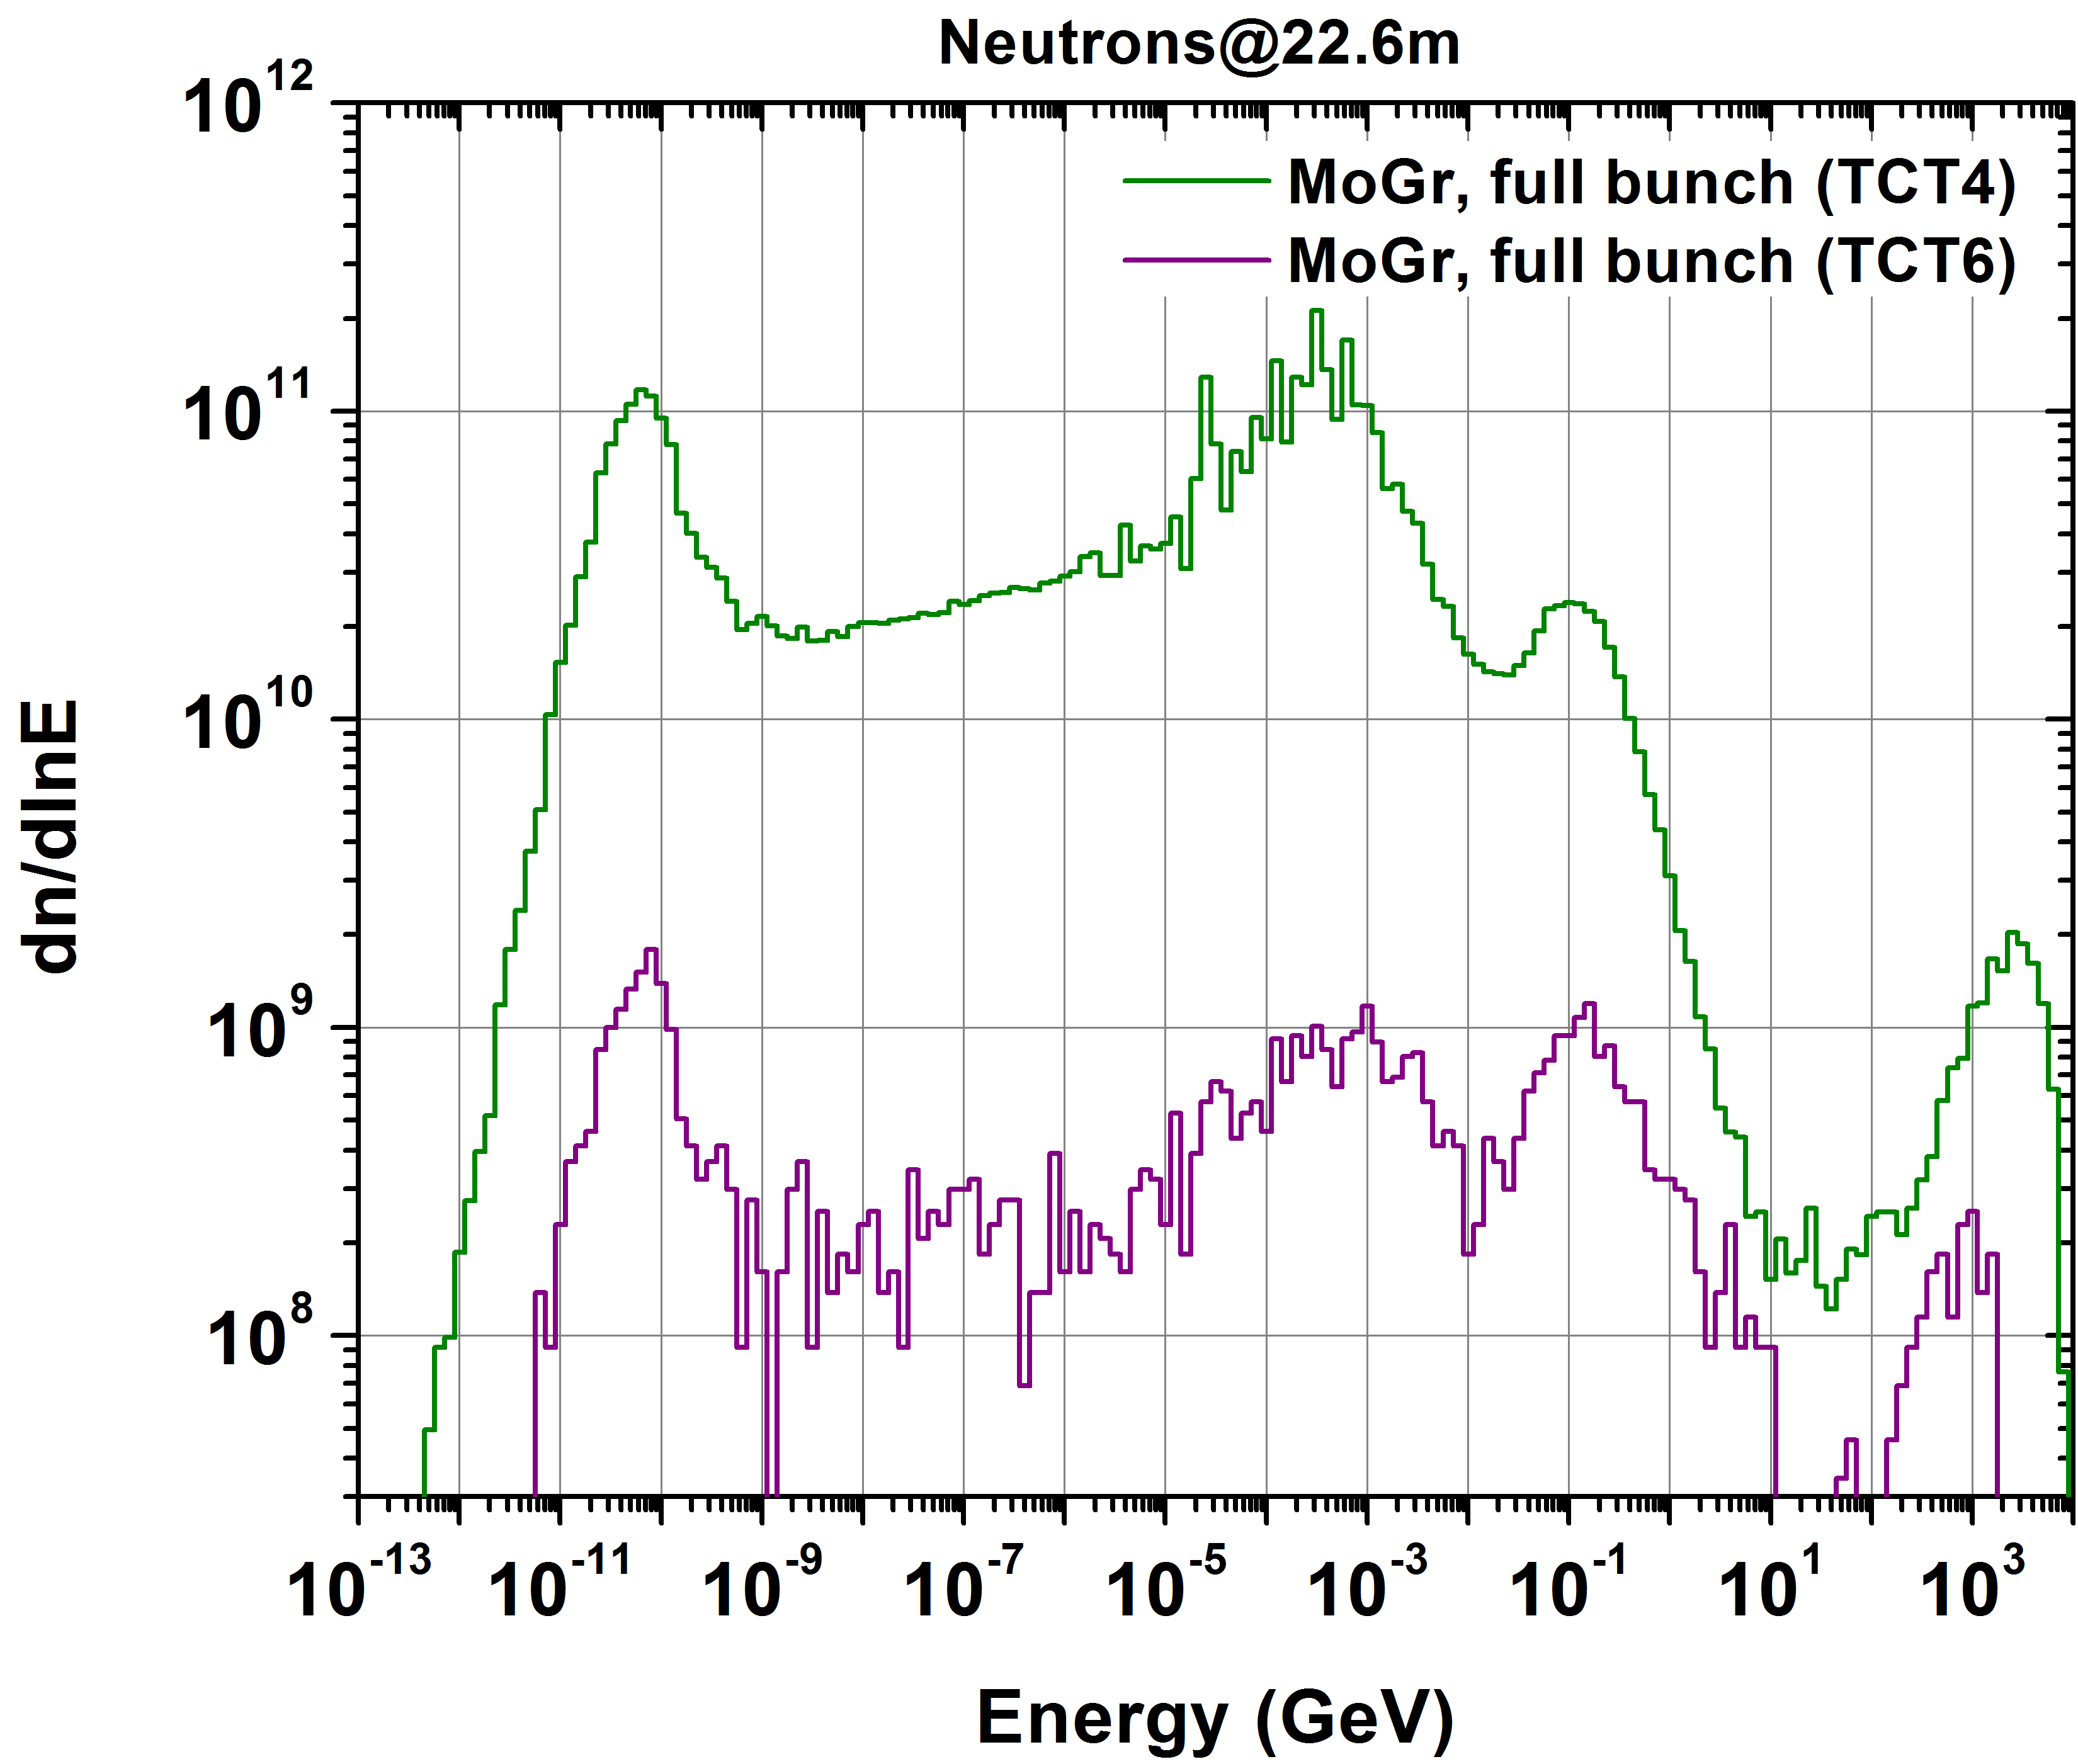 Neutrons@22.6m
MoGr, full bunch (TCT4)
MoGr, full bunch (TCT6)
dn/dlnE
10^12
10^11
10^10
10^9
10^8
10^-13 10^-11 10^-9 10^-7 10^-5 10^-3 10^-1 10^1 10^3
Energy (GeV)